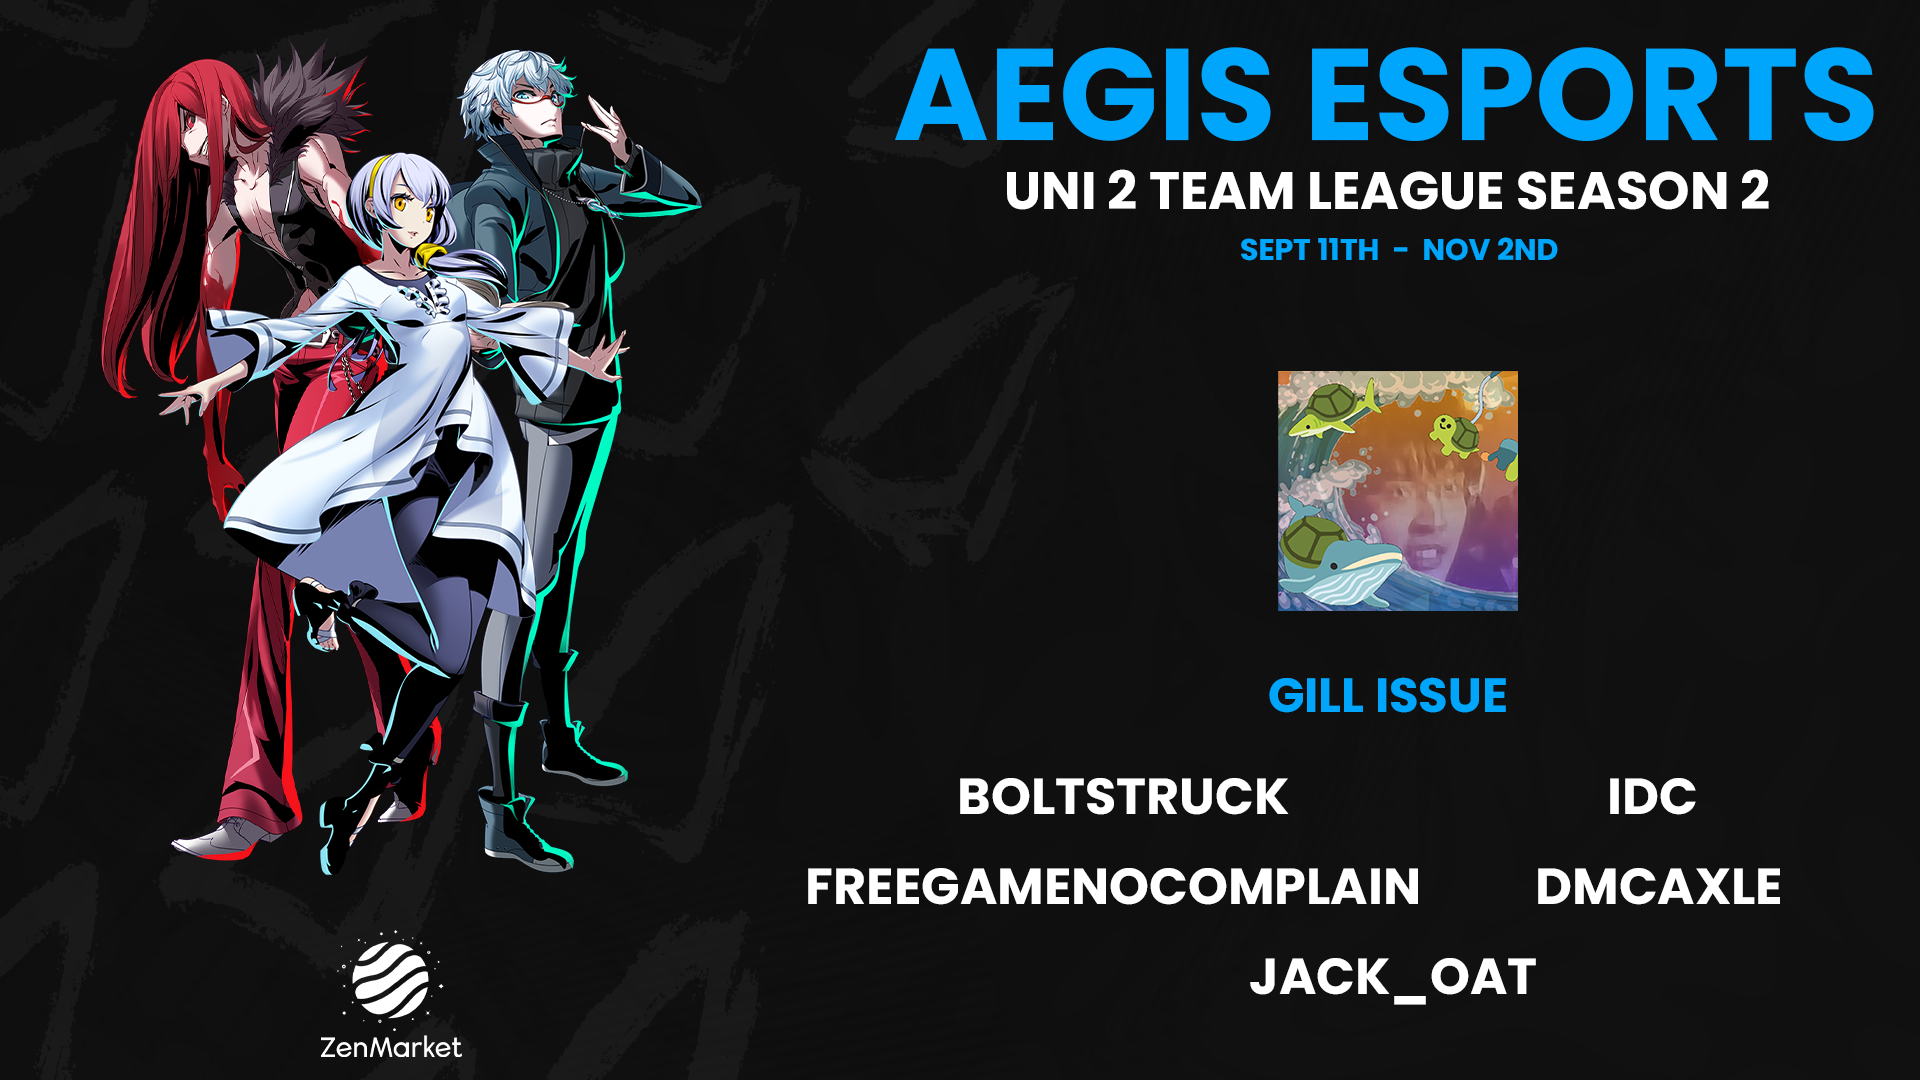 AEGIS ESPORTS
UNI 2 TEAM LEAGUE SEASON 2
SEPT 11TH - NOV 2ND
GILL ISSUE
BOLTSTRUCK IDC
FREEGAMENOCOMPLAIN DMCAXLE
JACK_OAT
ZenMarket